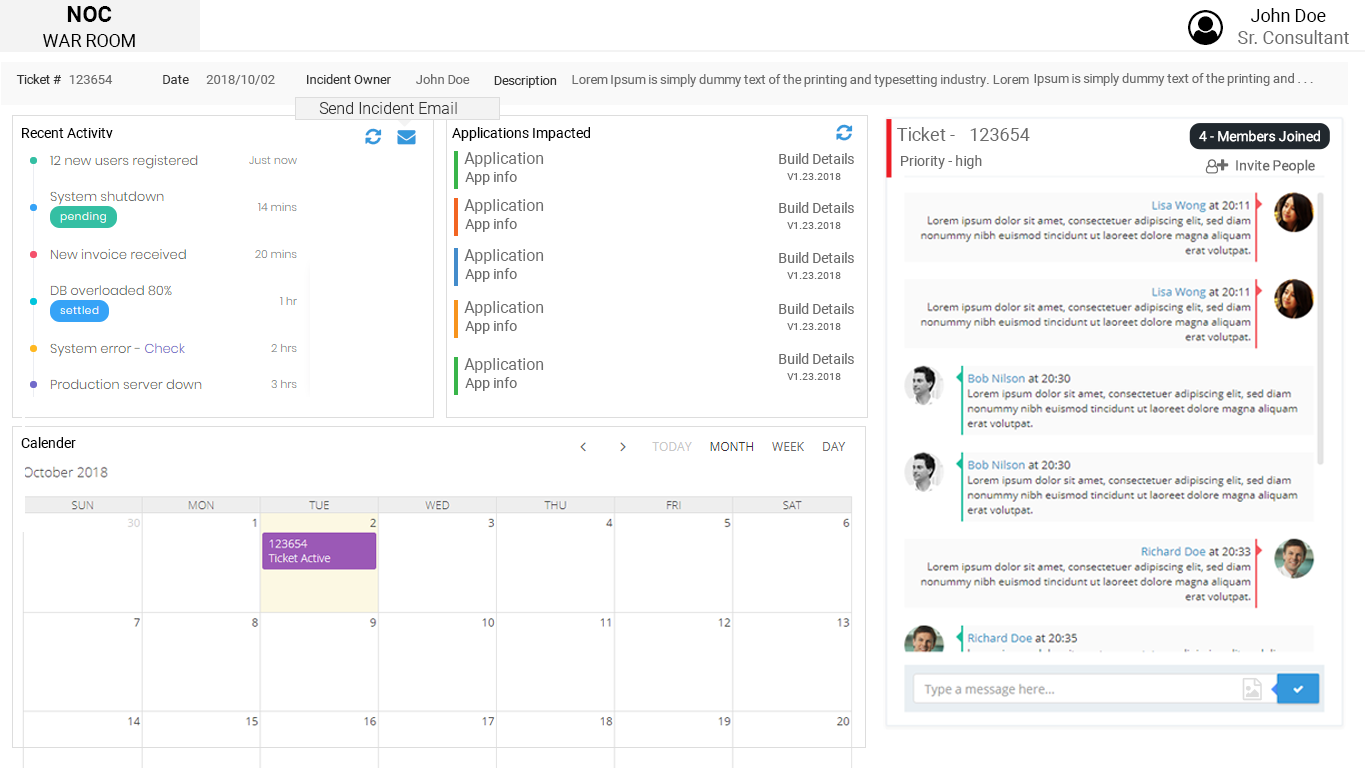 NOC
WAR ROOM
John Doe
Sr. Consultant
Ticket # 123654 Date 2018/10/02 Incident Owner John Doe Description Lorem Ipsum is simply dummy text of the printing and typesetting industry. Lorem Ipsum is simply dummy text of the printing and . . .
Send Incident Email
Recent Activity
12 new users registered Just now
System shutdown
pending
14 mins
New invoice received 20 mins
DB overloaded 80%
settled
1 hr
System error - Check 2 hrs
Production server down 3 hrs
Applications Impacted
Application Build Details
App info V1.23.2018
Application Build Details
App info V1.23.2018
Application Build Details
App info V1.23.2018
Application Build Details
App info V1.23.2018
Application Build Details
App info V1.23.2018
Calender
TODAY MONTH WEEK DAY
October 2018
SUN MON TUE WED THU FRI SAT
30 1 2 3 4 5 6
123654
Ticket Active
7 8 9 10 11 12 13
14 15 16 17 18 19 20
Ticket - 123654
4 - Members Joined
Priority - high
Invite People
Lisa Wong at 20:11
Lorem ipsum dolor sit amet, consectetuer adipiscing elit, sed diam
nonummy nibh euismod tincidunt ut laoreet dolore magna aliquam
erat volutpat.
Lisa Wong at 20:11
Lorem ipsum dolor sit amet, consectetuer adipiscing elit, sed diam
nonummy nibh euismod tincidunt ut laoreet dolore magna aliquam
erat volutpat.
Bob Nilson at 20:30
Lorem ipsum dolor sit amet, consectetuer adipiscing elit, sed diam
nonummy nibh euismod tincidunt ut laoreet dolore magna aliquam
erat volutpat.
Bob Nilson at 20:30
Lorem ipsum dolor sit amet, consectetuer adipiscing elit, sed diam
nonummy nibh euismod tincidunt ut laoreet dolore magna aliquam
erat volutpat.
Richard Doe at 20:33
Lorem ipsum dolor sit amet, consectetuer adipiscing elit, sed diam
nonummy nibh euismod tincidunt ut laoreet dolore magna aliquam
erat volutpat.
Richard Doe at 20:35
Type a message here...